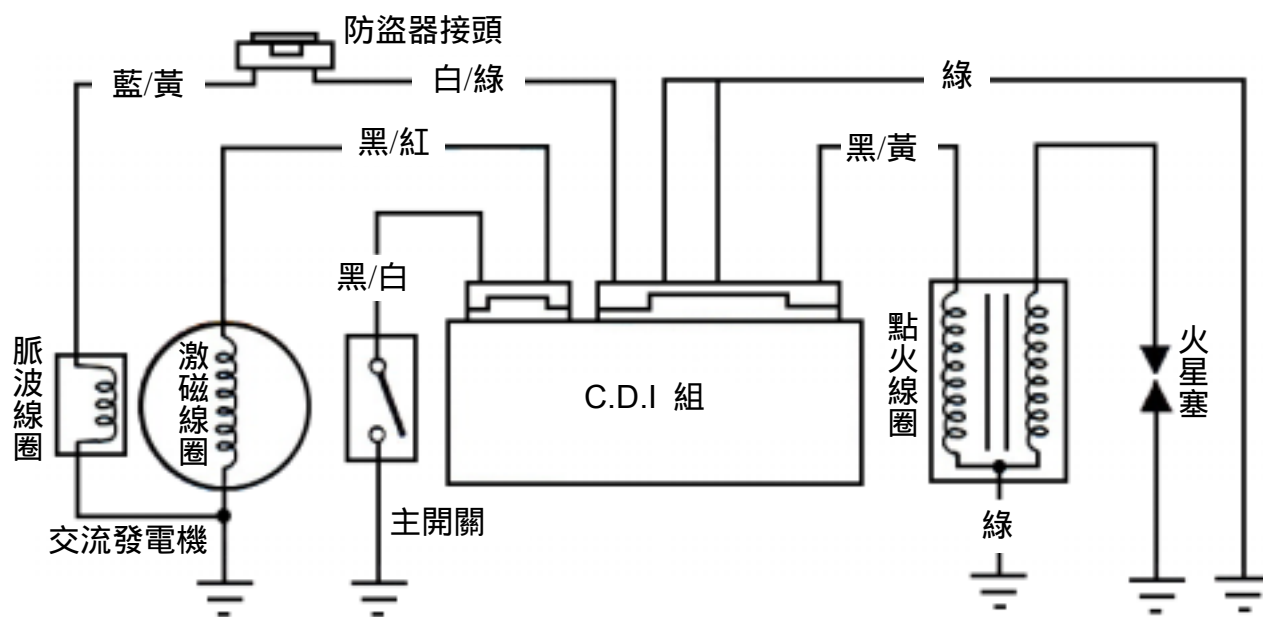 防盜器接頭
藍/黃
白/綠
綠
黑/紅
黑/黃
黑/白
脈波線圈
激磁線圈
C.D.I 組
點火線圈
火星塞
交流發電機
主開關
綠